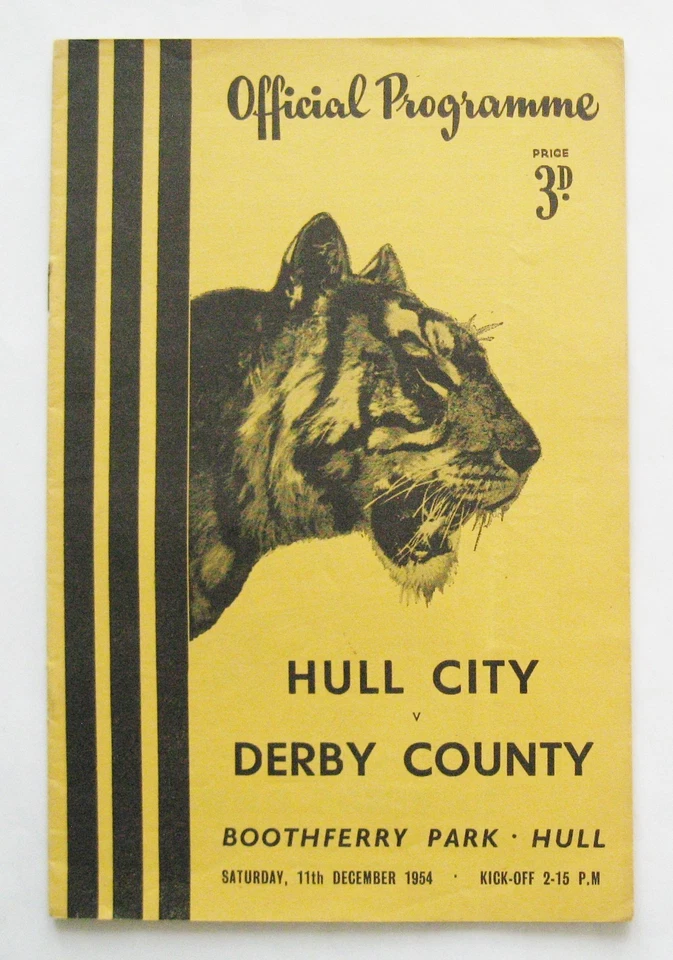 Official Programme
PRICE
3D.
HULL CITY
v
DERBY COUNTY
BOOTHFERRY PARK · HULL
SATURDAY, 11th DECEMBER 1954 · KICK-OFF 2-15 P.M